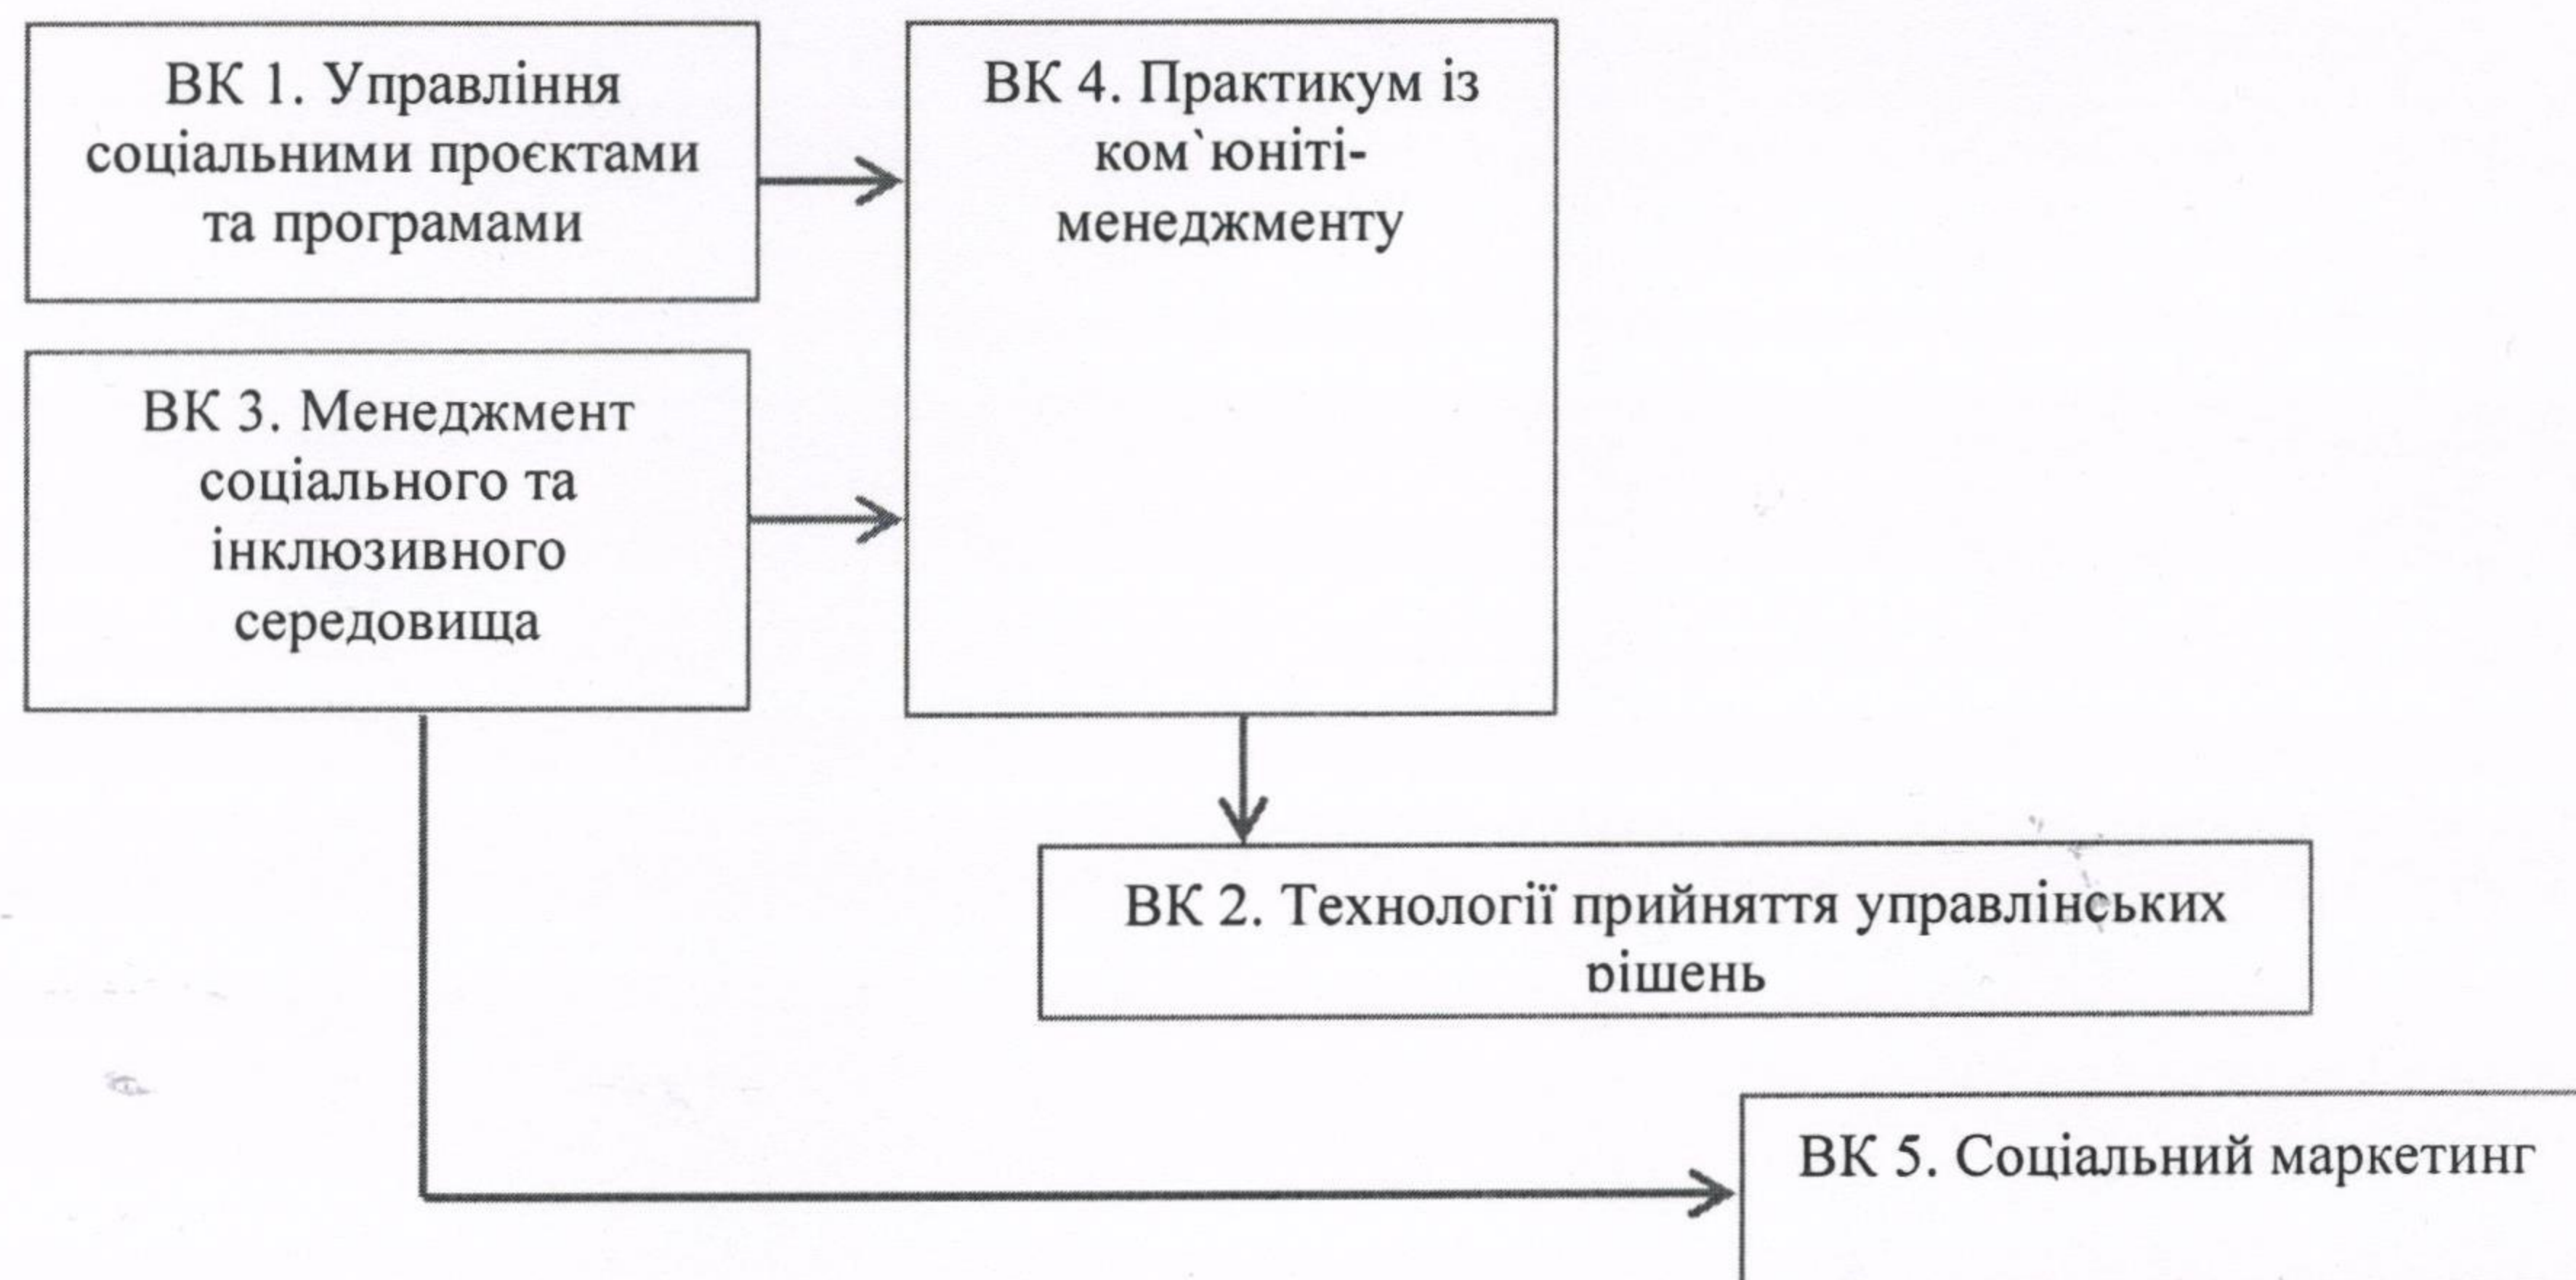 ВК 1. Управління
соціальними проєктами
та програмами
ВК 4. Практикум із
ком`юніті-
менеджменту
ВК 3. Менеджмент
соціального та
інклюзивного
середовища
ВК 2. Технології прийняття управлінських
рішень
ВК 5. Соціальний маркетинг